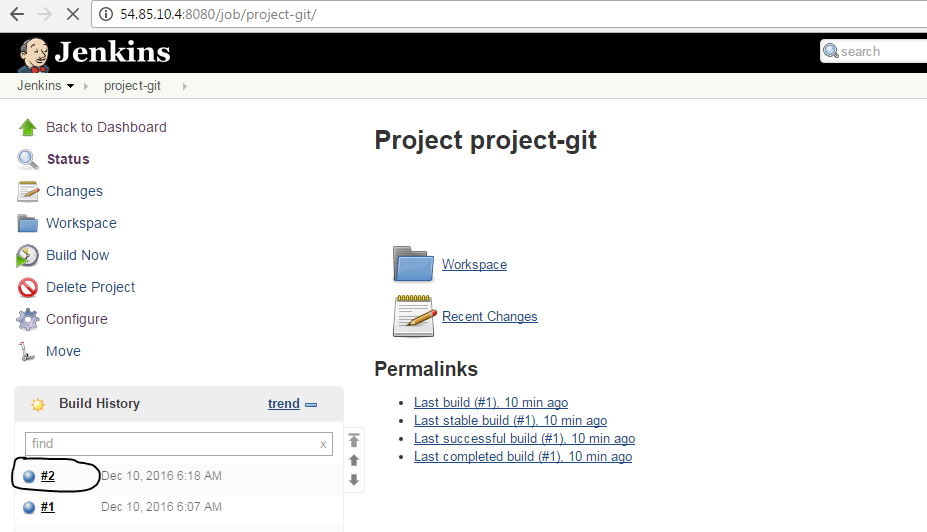 54.85.10.4:8080/job/project-git/
Jenkins
search
Jenkins project-git
Back to Dashboard
Status
Changes
Workspace
Build Now
Delete Project
Configure
Move
Build History trend
find x
#2 Dec 10, 2016 6:18 AM
#1 Dec 10, 2016 6:07 AM
Project project-git
Workspace
Recent Changes
Permalinks
Last build (#1), 10 min ago
Last stable build (#1), 10 min ago
Last successful build (#1), 10 min ago
Last completed build (#1), 10 min ago